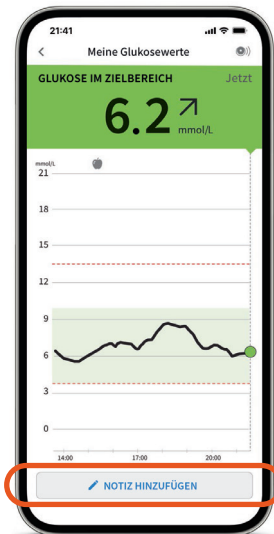 21:41
Meine Glukosewerte
GLUKOSE IM ZIELBEREICH Jetzt
6.2 mmol/L
mmol/L
21
18
15
12
9
6
3
0
14:00 17:00 20:00
NOTIZ HINZUFÜGEN